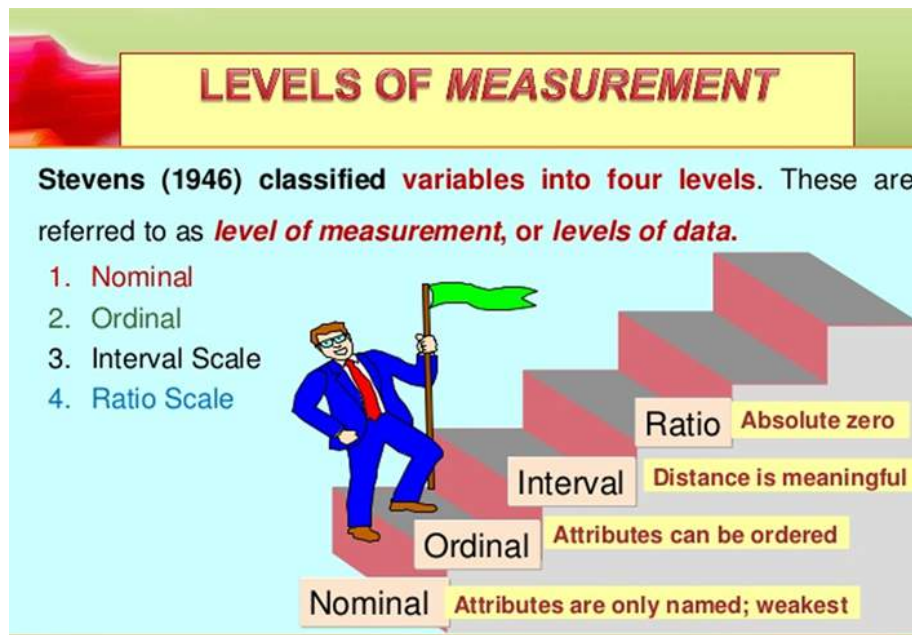 LEVELS OF MEASUREMENT
Stevens (1946) classified variables into four levels. These are
referred to as level of measurement, or levels of data.
1. Nominal
2. Ordinal
3. Interval Scale
4. Ratio Scale
Ratio Absolute zero
Interval Distance is meaningful
Ordinal Attributes can be ordered
Nominal Attributes are only named; weakest